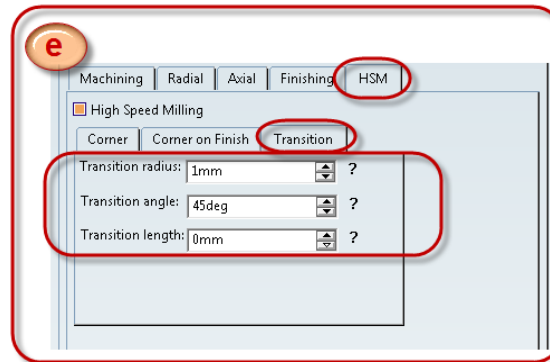 e
Machining Radial Axial Finishing HSM
High Speed Milling
Corner Corner on Finish Transition
Transition radius: 1mm ?
Transition angle: 45deg ?
Transition length: 0mm ?